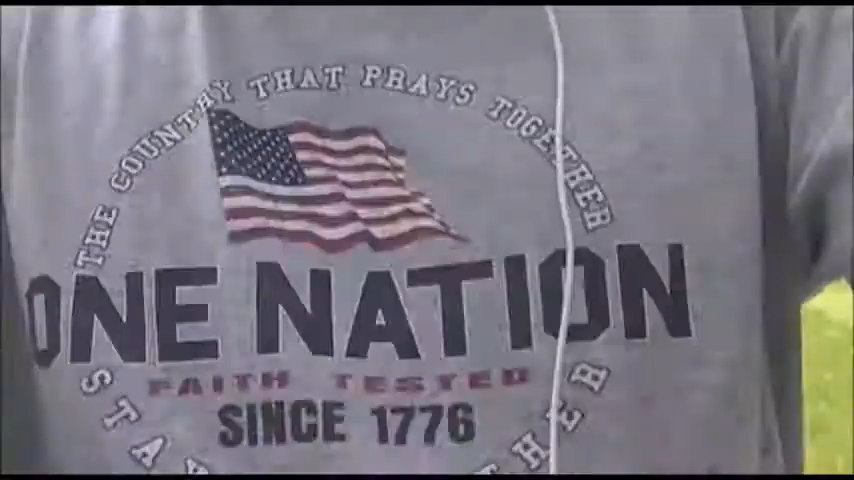 THE COUNTRY THAT PRAYS TOGETHER
ONE NATION
FAITH TESTED
SINCE 1776